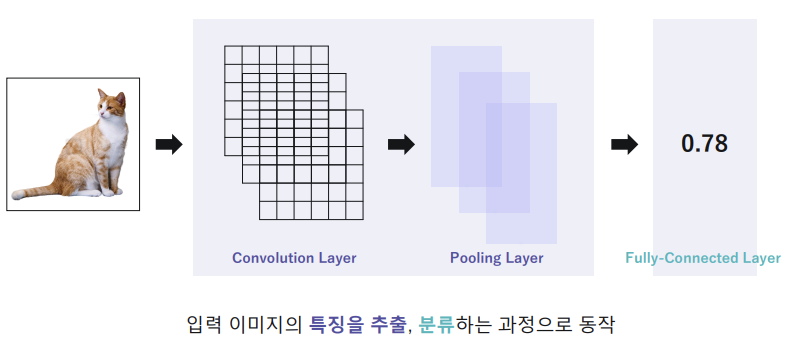 0.78
Convolution Layer
Pooling Layer
Fully-Connected Layer
입력 이미지의 특징을 추출, 분류하는 과정으로 동작